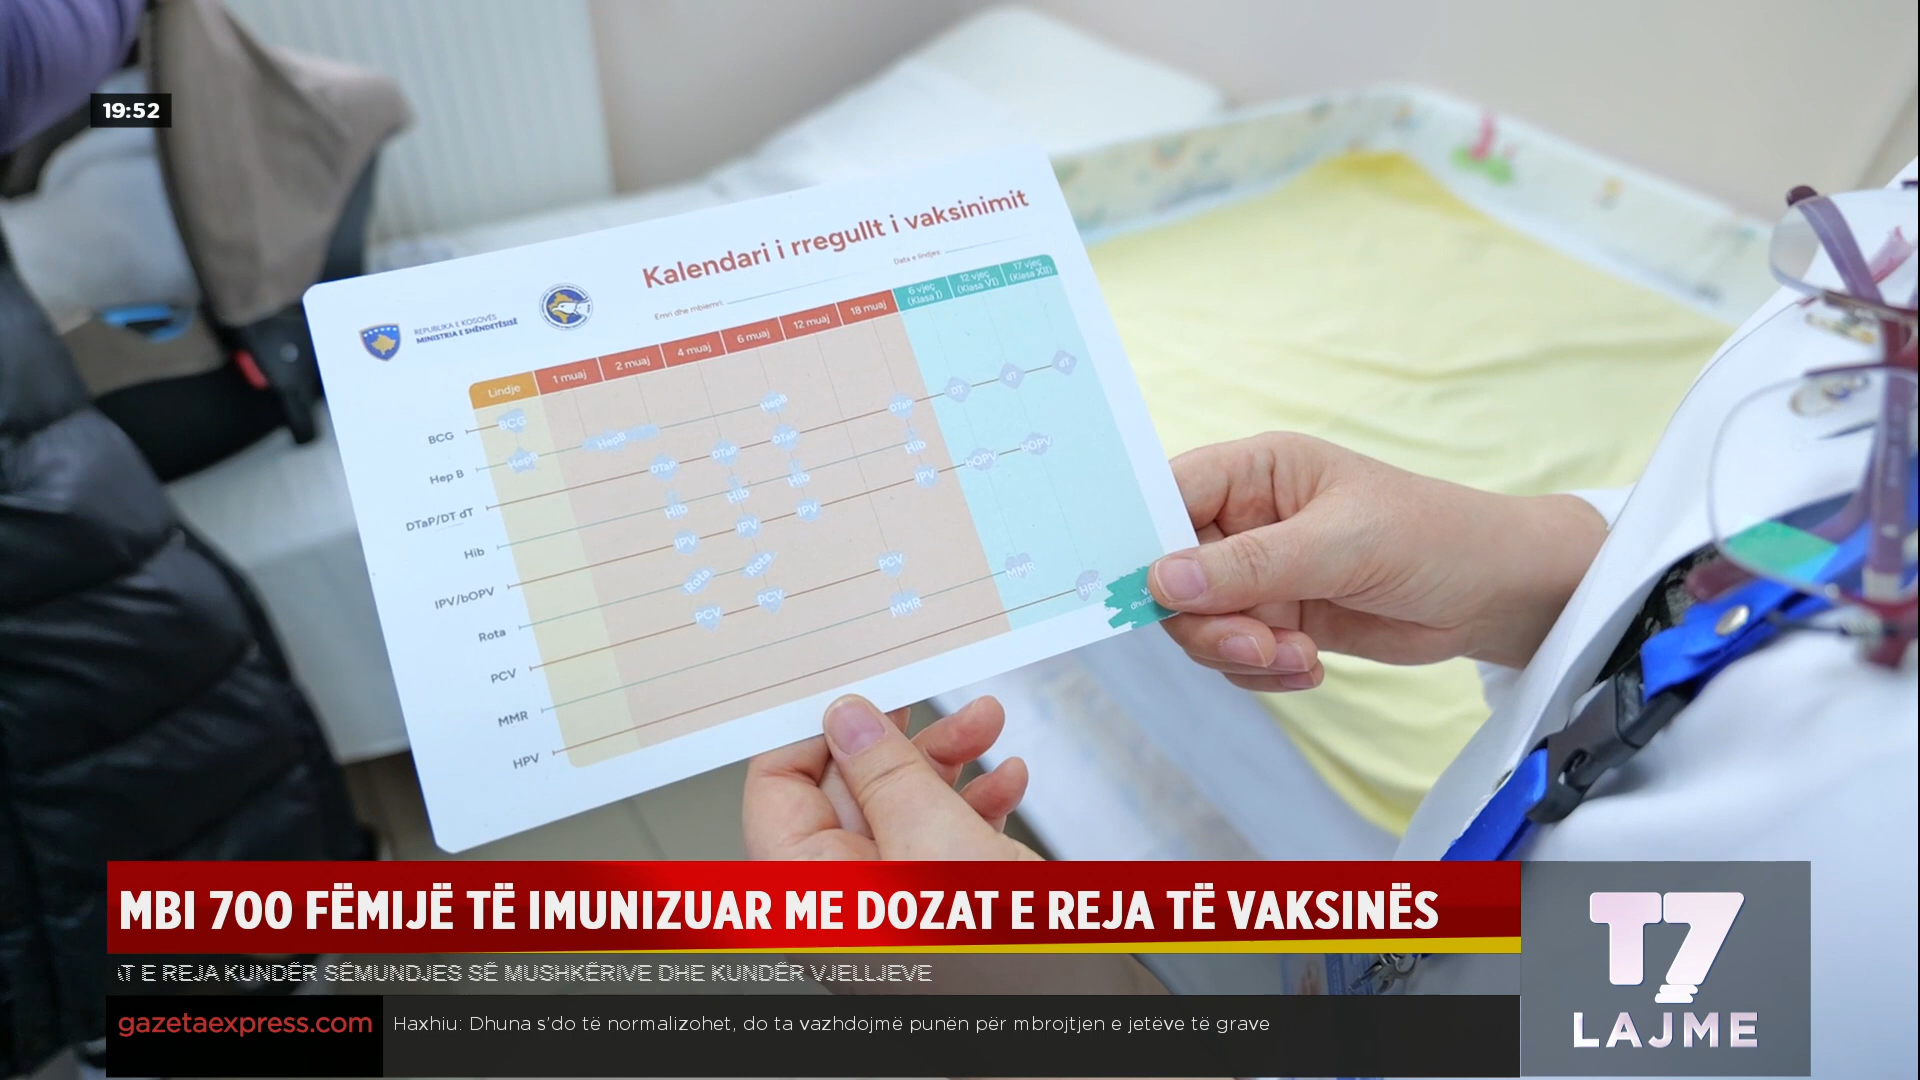 19:52
Kalendari i rregullt i vaksinimit
REPUBLIKA E KOSOVËS
MINISTRIA E SHËNDETËSISË
Emri dhe mbiemri:
Data e lindjes:
Lindje 1 muaj 2 muaj 4 muaj 6 muaj 12 muaj 18 muaj 6 vjeç (Klasa I) 12 vjeç (Klasa VI) 17 vjeç (Klasa XII)
BCG BCG
Hep B HepB HepB HepB
DTaP/DT dT DTaP DTaP DTaP DTaP DT dT dT
Hib Hib Hib Hib Hib
IPV/bOPV IPV IPV IPV IPV bOPV bOPV
Rota Rota Rota
PCV PCV PCV PCV
MMR MMR MMR
HPV HPV
MBI 700 FËMIJË TË IMUNIZUAR ME DOZAT E REJA TË VAKSINËS
E REJA KUNDËR SËMUNDJES SË MUSHKËRIVE DHE KUNDËR VJELLJEVE
gazetaexpress.com
Haxhiu: Dhuna s'do të normalizohet, do ta vazhdojmë punën për mbrojtjen e jetëve të grave
T7
LAJME